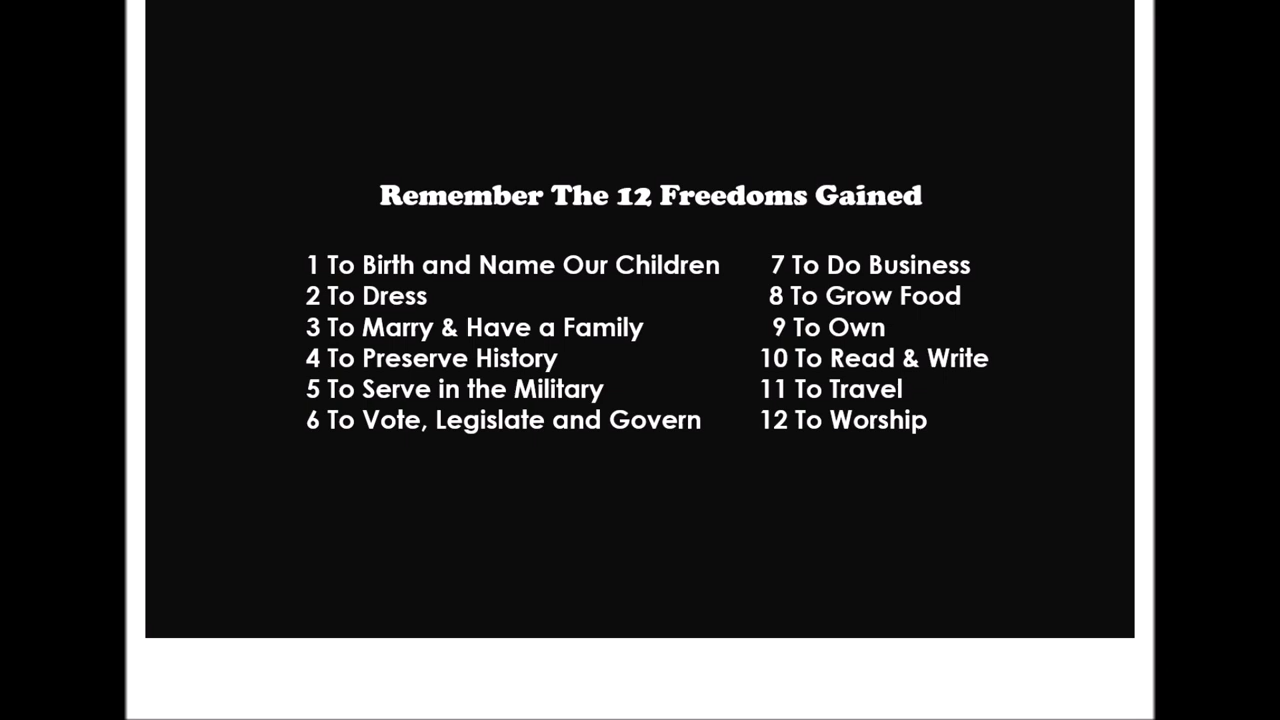 Remember The 12 Freedoms Gained
1 To Birth and Name Our Children
2 To Dress
3 To Marry & Have a Family
4 To Preserve History
5 To Serve in the Military
6 To Vote, Legislate and Govern
7 To Do Business
8 To Grow Food
9 To Own
10 To Read & Write
11 To Travel
12 To Worship